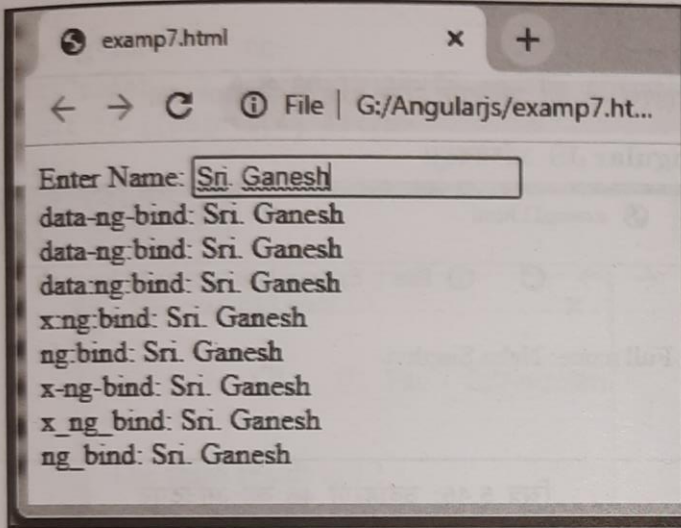 exampl7.html
File | G:/Angularjs/examp7.ht...
Enter Name: Sri. Ganesh
data-ng-bind: Sri. Ganesh
data-ng:bind: Sri. Ganesh
data:ng:bind: Sri. Ganesh
x:ng:bind: Sri. Ganesh
ng:bind: Sri. Ganesh
x-ng-bind: Sri. Ganesh
x_ng_bind: Sri. Ganesh
ng_bind: Sri. Ganesh